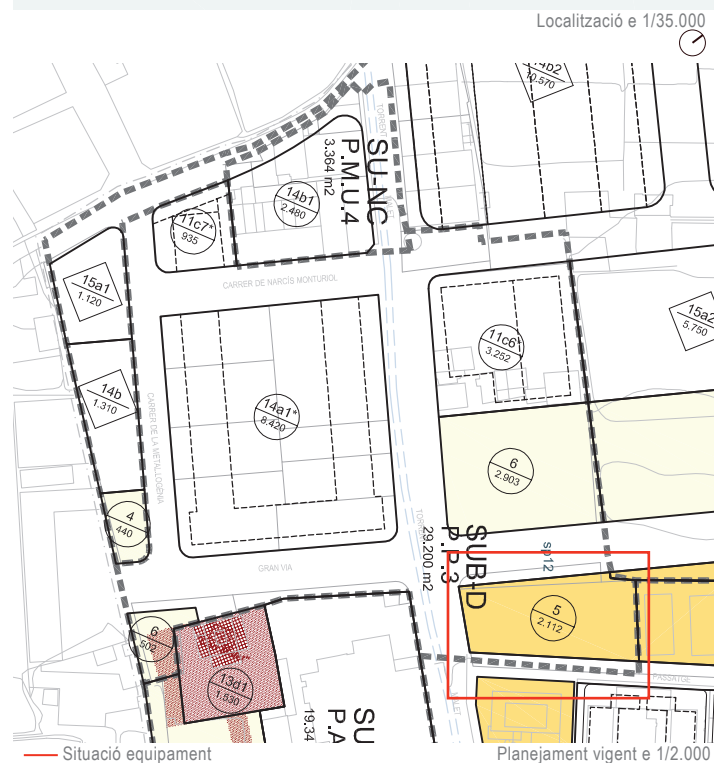 Localització e 1/35.000
14b2
10.570
TORRENT
SU-NC
P.M.U.4
3.364 m2
14b1
2.480
11c7*
935
15a1
1.120
CARRER DE NARCÍS MONTURIOL
15a2
5.750
11c6*
3.252
14b
1.310
CARRER DE LA METAL·LOGÈNIA
14a1*
8.420
6
2.903
4
440
GRAN VIA
SUB-D
P.P.3
29.200 m2
sp12
5
2.112
6
502
13d1
1.530
PASSATGE
SU
P.A
19.34
Situació equipament
Planejament vigent e 1/2.000